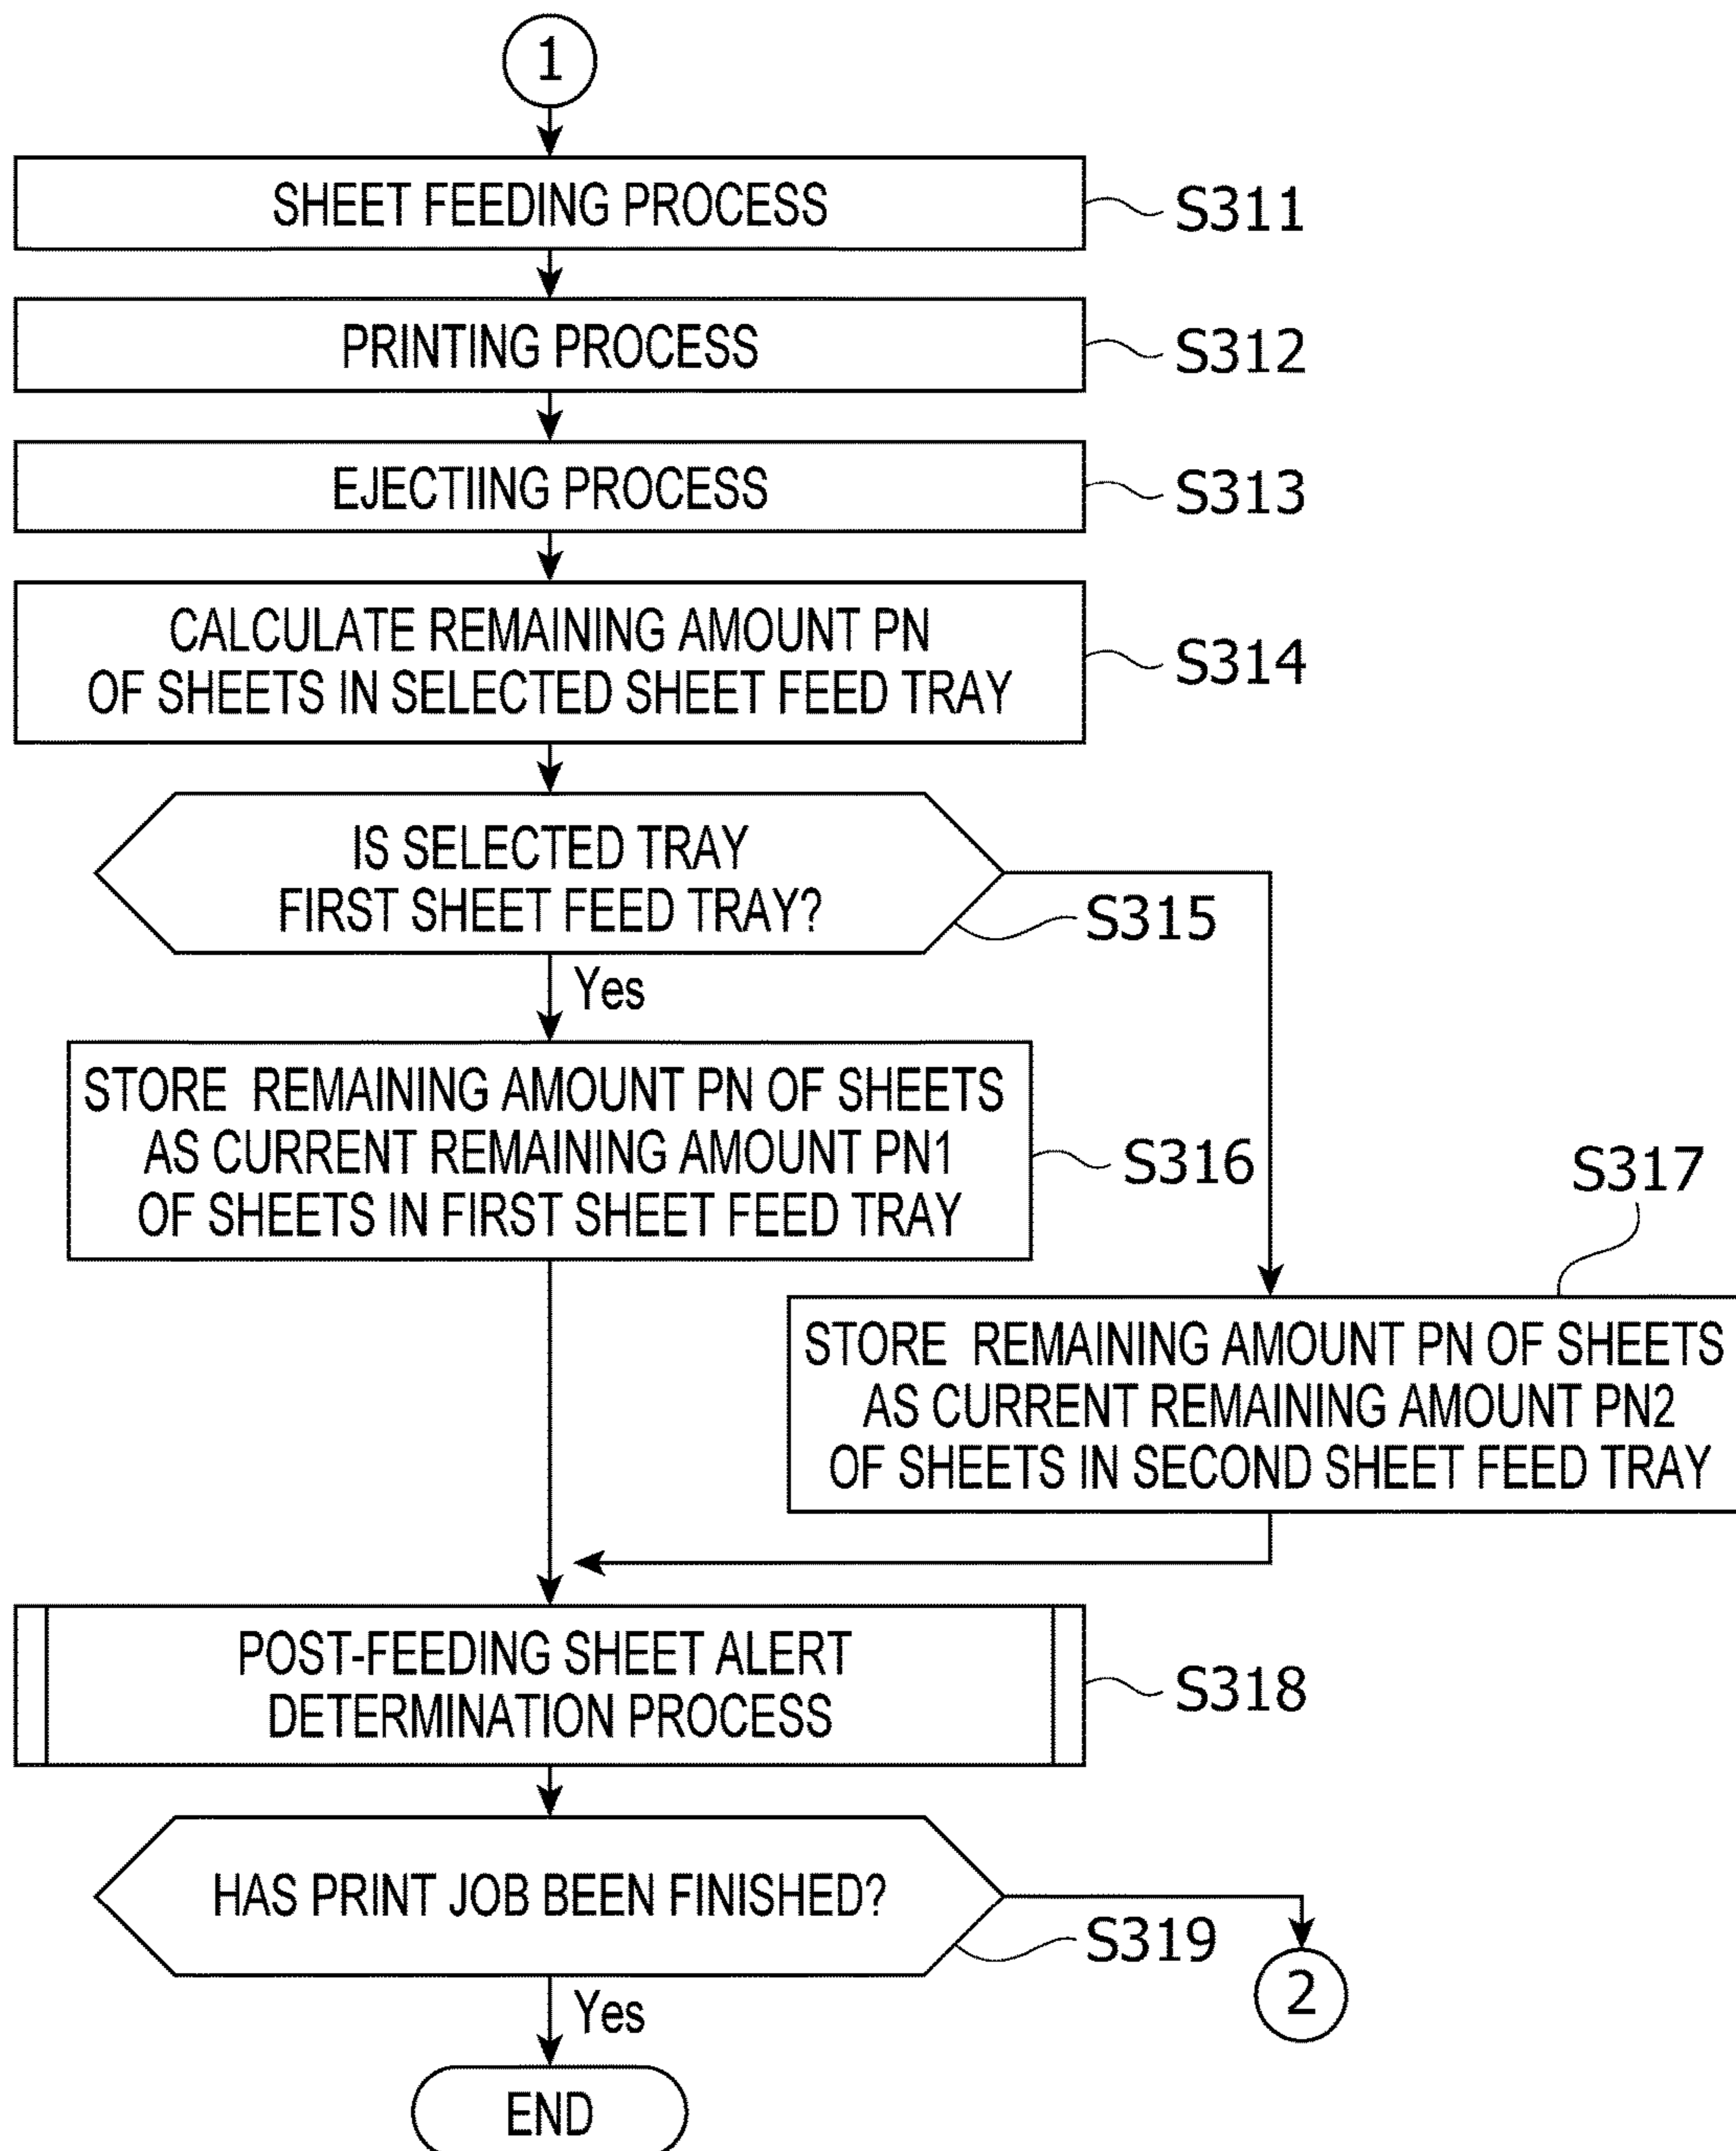 1
SHEET FEEDING PROCESS
S311
PRINTING PROCESS
S312
EJECTIING PROCESS
S313
CALCULATE REMAINING AMOUNT PN
OF SHEETS IN SELECTED SHEET FEED TRAY
S314
IS SELECTED TRAY
FIRST SHEET FEED TRAY?
S315
Yes
STORE REMAINING AMOUNT PN OF SHEETS
AS CURRENT REMAINING AMOUNT PN1
OF SHEETS IN FIRST SHEET FEED TRAY
S316
S317
STORE REMAINING AMOUNT PN OF SHEETS
AS CURRENT REMAINING AMOUNT PN2
OF SHEETS IN SECOND SHEET FEED TRAY
POST-FEEDING SHEET ALERT
DETERMINATION PROCESS
S318
HAS PRINT JOB BEEN FINISHED?
S319
2
Yes
END